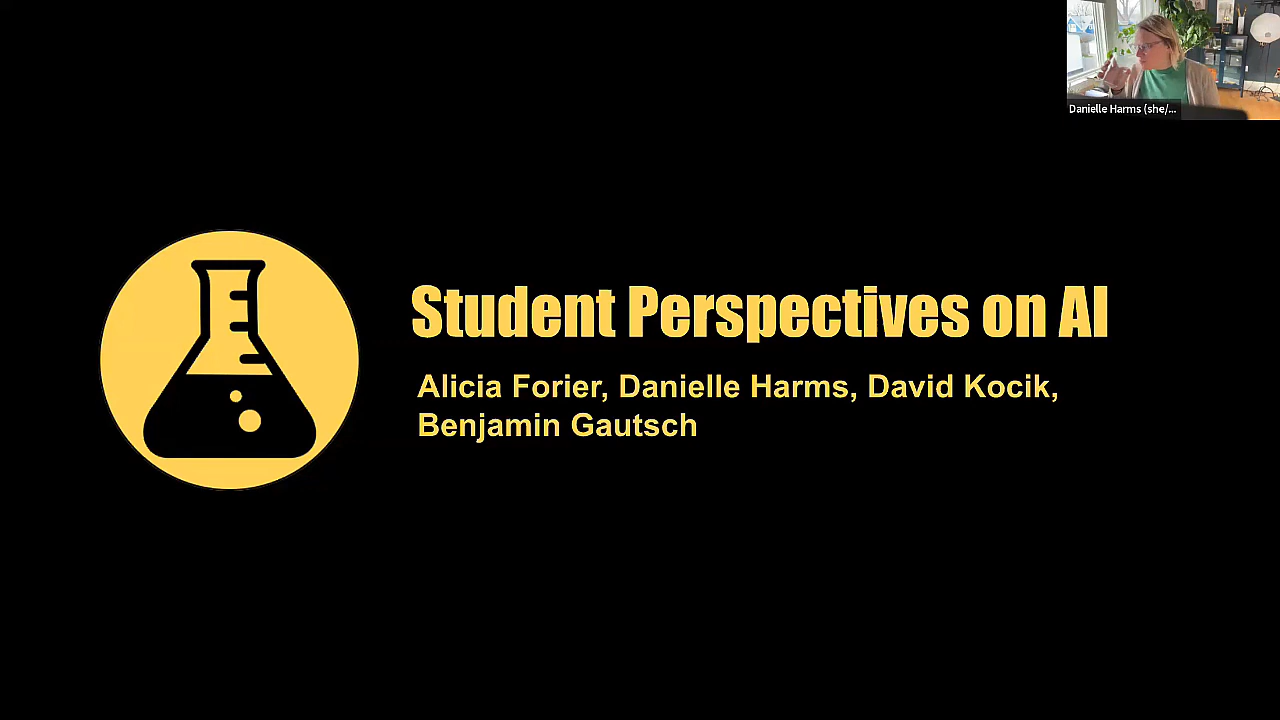 Danielle Harms (she/...
Student Perspectives on AI
Alicia Forier, Danielle Harms, David Kocik,
Benjamin Gautsch